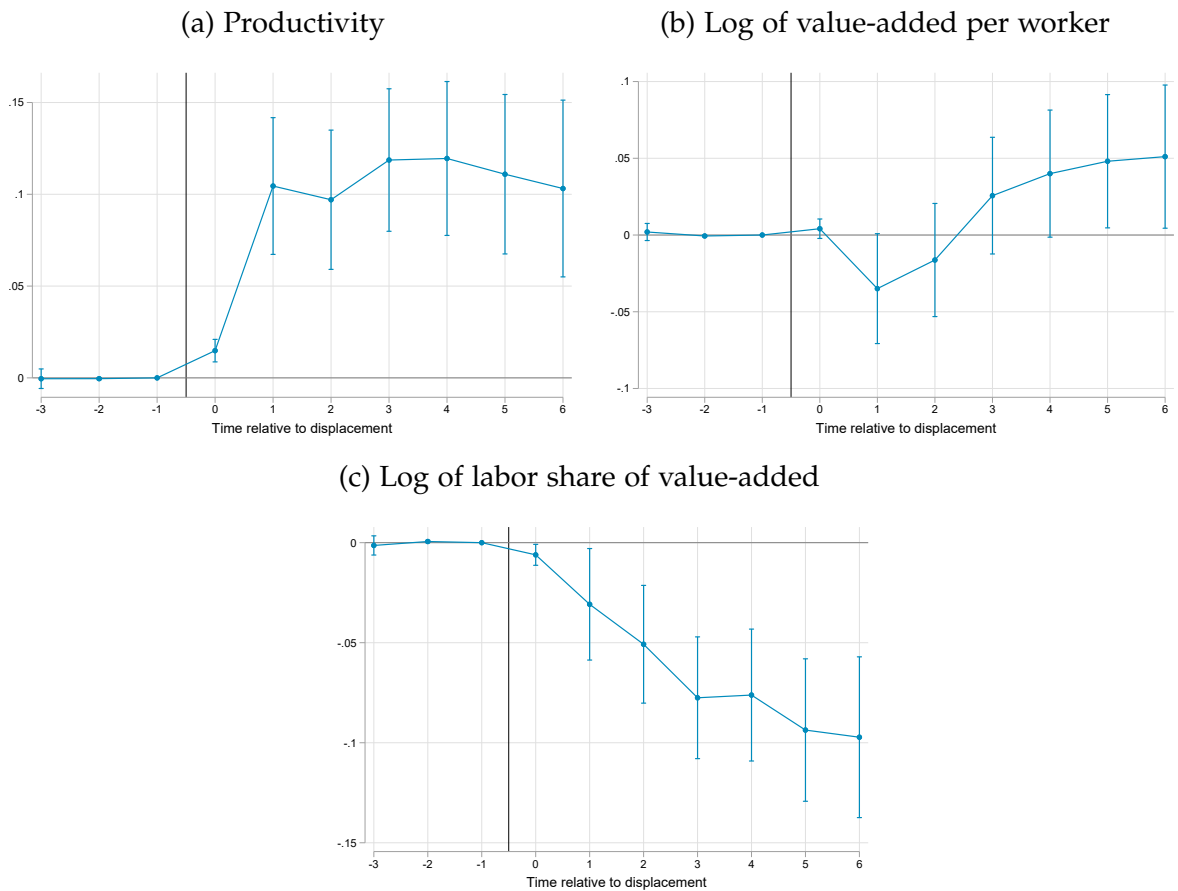 (a) Productivity
(b) Log of value-added per worker
.15
.1
.05
0
-3 -2 -1 0 1 2 3 4 5 6
Time relative to displacement
.1
.05
0
-.05
-.1
-3 -2 -1 0 1 2 3 4 5 6
Time relative to displacement
(c) Log of labor share of value-added
0
-.05
-.1
-.15
-3 -2 -1 0 1 2 3 4 5 6
Time relative to displacement